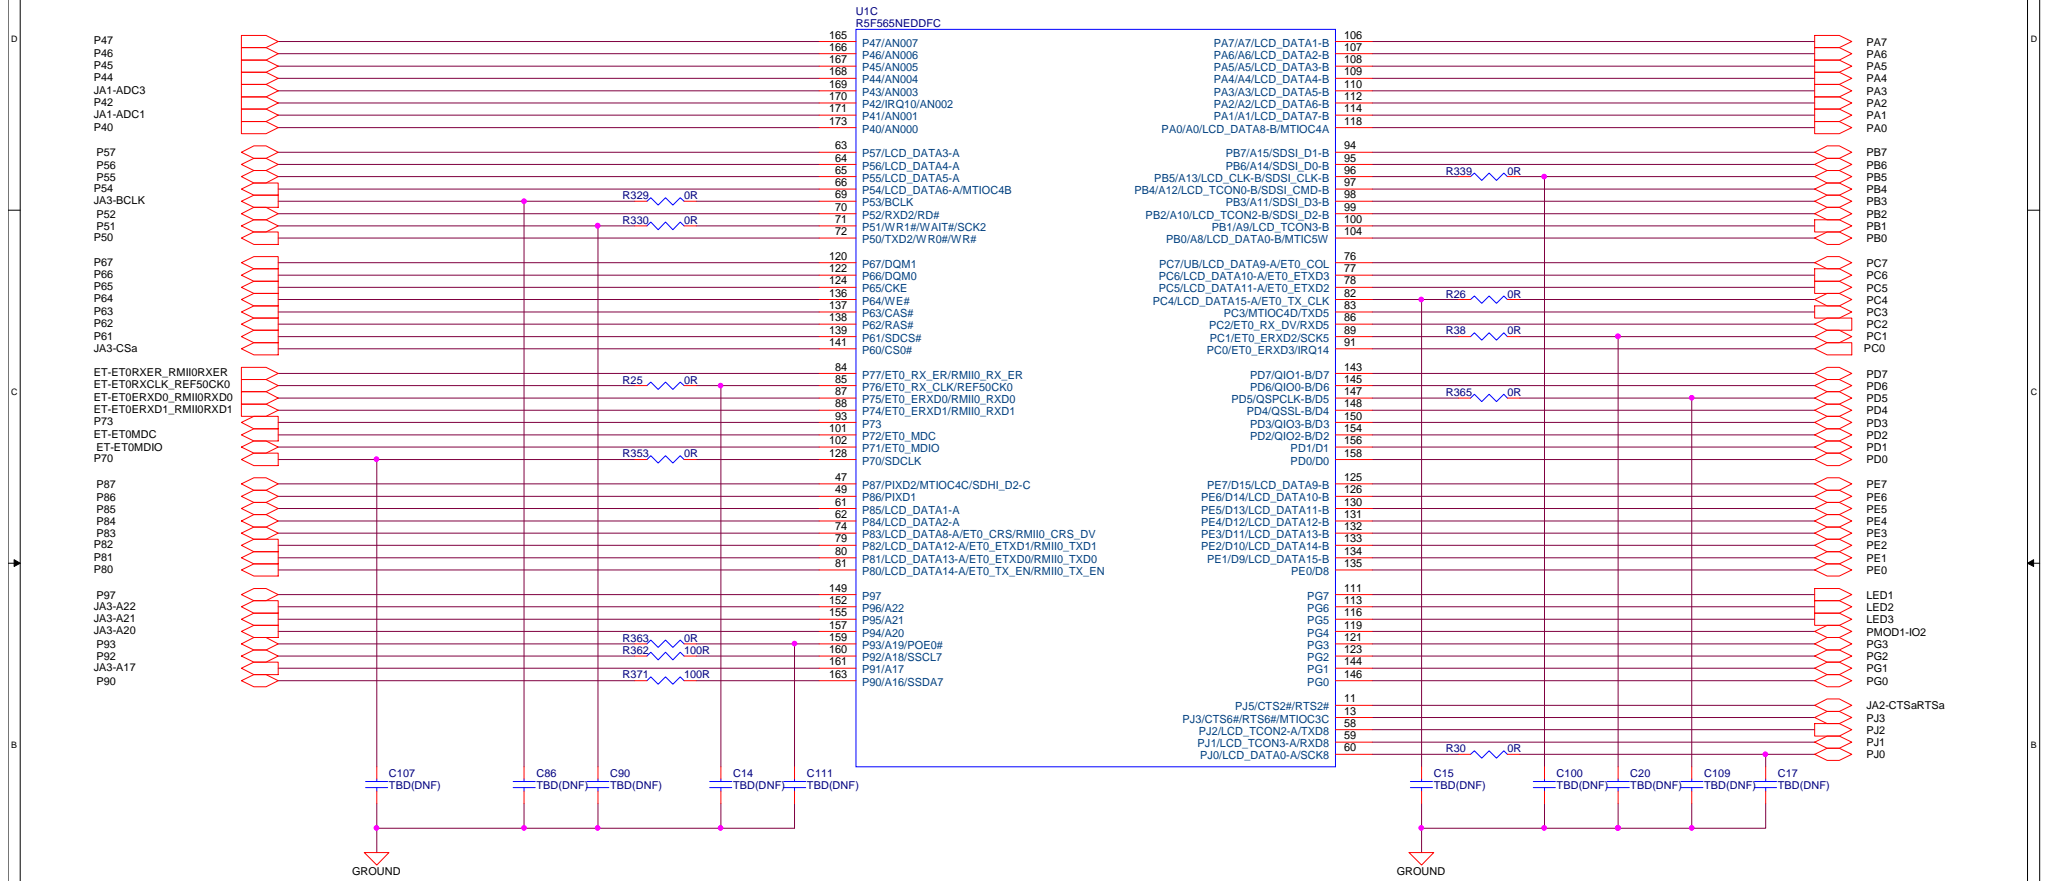 U1C
R5F565NEDDFC
D D
P47 165 P47/AN007 PA7/A7/LCD_DATA1-B 106 PA7
P46 166 P46/AN006 PA6/A6/LCD_DATA2-B 107 PA6
P45 167 P45/AN005 PA5/A5/LCD_DATA3-B 108 PA5
P44 168 P44/AN004 PA4/A4/LCD_DATA4-B 109 PA4
JA1-ADC3 169 P43/AN003 PA3/A3/LCD_DATA5-B 110 PA3
P42 170 P42/IRQ10/AN002 PA2/A2/LCD_DATA6-B 112 PA2
JA1-ADC1 171 P41/AN001 PA1/A1/LCD_DATA7-B 114 PA1
P40 173 P40/AN000 PA0/A0/LCD_DATA8-B/MTIOC4A 118 PA0
P57 63 P57/LCD_DATA3-A PB7/A15/SDSI_D1-B 94 PB7
P56 64 P56/LCD_DATA4-A PB6/A14/SDSI_D0-B 95 PB6
P55 65 P55/LCD_DATA5-A PB5/A13/LCD_CLK-B/SDSI_CLK-B 96 R339 0R PB5
P54 66 P54/LCD_DATA6-A/MTIOC4B PB4/A12/LCD_TCON0-B/SDSI_CMD-B 97 PB4
JA3-BCLK R329 0R 69 P53/BCLK PB3/A11/SDSI_D3-B 98 PB3
P52 70 P52/RXD2/RD# PB2/A10/LCD_TCON2-B/SDSI_D2-B 99 PB2
P51 R330 0R 71 P51/WR1#/WAIT#/SCK2 PB1/A9/LCD_TCON3-B 100 PB1
P50 72 P50/TXD2/WR0#/WR# PB0/A8/LCD_DATA0-B/MTIC5W 104 PB0
P67 120 P67/DQM1 PC7/UB/LCD_DATA9-A/ET0_COL 76 PC7
P66 122 P66/DQM0 PC6/LCD_DATA10-A/ET0_ETXD3 77 PC6
P65 124 P65/CKE PC5/LCD_DATA11-A/ET0_ETXD2 78 PC5
P64 136 P64/WE# PC4/LCD_DATA15-A/ET0_TX_CLK 82 R26 0R PC4
P63 137 P63/CAS# PC3/MTIOC4D/TXD5 83 PC3
P62 138 P62/RAS# PC2/ET0_RX_DV/RXD5 86 PC2
P61 139 P61/SDCS# PC1/ET0_ERXD2/SCK5 89 R38 0R PC1
JA3-CSa 141 P60/CS0# PC0/ET0_ERXD3/IRQ14 91 PC0
ET-ET0RXER_RMII0RXER 84 P77/ET0_RX_ER/RMII0_RX_ER PD7/QIO1-B/D7 143 PD7
ET-ET0RXCLK_REF50CK0 R25 0R 85 P76/ET0_RX_CLK/REF50CK0 PD6/QIO0-B/D6 145 PD6
C C
ET-ET0ERXD0_RMII0RXD0 87 P75/ET0_ERXD0/RMII0_RXD0 PD5/QSPCLK-B/D5 147 R365 0R PD5
ET-ET0ERXD1_RMII0RXD1 88 P74/ET0_ERXD1/RMII0_RXD1 PD4/QSSL-B/D4 148 PD4
P73 93 P73 PD3/QIO3-B/D3 150 PD3
ET-ET0MDC 101 P72/ET0_MDC PD2/QIO2-B/D2 154 PD2
ET-ET0MDIO 102 P71/ET0_MDIO PD1/D1 156 PD1
P70 R353 0R 128 P70/SDCLK PD0/D0 158 PD0
P87 47 P87/PIXD2/MTIOC4C/SDHI_D2-C PE7/D15/LCD_DATA9-B 125 PE7
P86 49 P86/PIXD1 PE6/D14/LCD_DATA10-B 126 PE6
P85 61 P85/LCD_DATA1-A PE5/D13/LCD_DATA11-B 130 PE5
P84 62 P84/LCD_DATA2-A PE4/D12/LCD_DATA12-B 131 PE4
P83 74 P83/LCD_DATA8-A/ET0_CRS/RMII0_CRS_DV PE3/D11/LCD_DATA13-B 132 PE3
P82 79 P82/LCD_DATA12-A/ET0_ETXD1/RMII0_TXD1 PE2/D10/LCD_DATA14-B 133 PE2
P81 80 P81/LCD_DATA13-A/ET0_ETXD0/RMII0_TXD0 PE1/D9/LCD_DATA15-B 134 PE1
P80 81 P80/LCD_DATA14-A/ET0_TX_EN/RMII0_TX_EN PE0/D8 135 PE0
P97 149 P97 PG7 111 LED1
JA3-A22 152 P96/A22 PG6 113 LED2
JA3-A21 155 P95/A21 PG5 116 LED3
JA3-A20 157 P94/A20 PG4 119 PMOD1-IO2
P93 R363 0R 159 P93/A19/POE0# PG3 121 PG3
P92 R362 100R 160 P92/A18/SSCL7 PG2 123 PG2
JA3-A17 161 P91/A17 PG1 144 PG1
P90 R371 100R 163 P90/A16/SSDA7 PG0 146 PG0
PJ5/CTS2#/RTS2# 11 JA2-CTSaRTSa
PJ3/CTS6#/RTS6#/MTIOC3C 13 PJ3
PJ2/LCD_TCON2-A/TXD8 58 PJ2
PJ1/LCD_TCON3-A/RXD8 59 PJ1
B B
PJ0/LCD_DATA0-A/SCK8 60 R30 0R PJ0
C107 C86 C90 C14 C111 C15 C100 C20 C109 C17
TBD(DNF) TBD(DNF) TBD(DNF) TBD(DNF) TBD(DNF) TBD(DNF) TBD(DNF) TBD(DNF) TBD(DNF) TBD(DNF)
GROUND GROUND